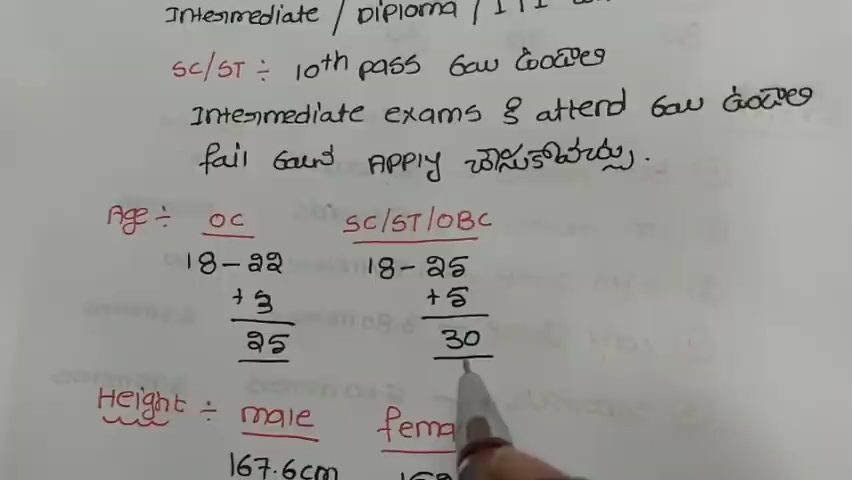 Intermediate / Diploma / ITI
SC/ST ÷ 10th pass అయి ఉండాలి
Intermediate exams కి attend అయి ఉండాలి
fail అయిన APPly చేసుకోవచ్చు.
Age ÷ OC SC/ST/OBC
18-22 18-25
+3 +5
25 30
Height ÷ male fema
167.6cm